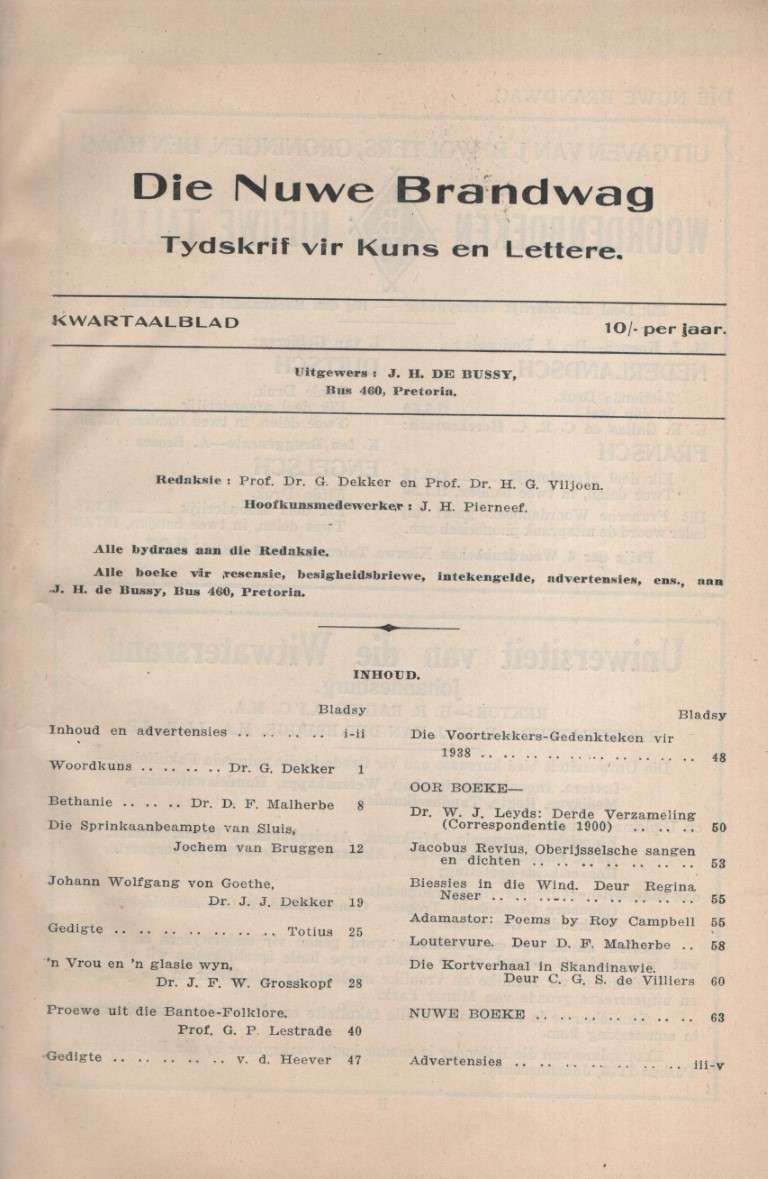 Die Nuwe Brandwag
Tydskrif vir Kuns en Lettere.
KWARTAALBLAD 10/- per jaar.
Uitgewers : J. H. DE BUSSY,
Bus 460, Pretoria.
Redaksie : Prof. Dr. G. Dekker en Prof. Dr. H. G. Viljoen.
Hoofkunsmedewerker : J. H. Pierneef.
Alle bydraes aan die Redaksie.
Alle boeke vir resensie, besigheidsbriewe, intekengelde, advertensies, ens., aan
J. H. de Bussy, Bus 460, Pretoria.
INHOUD.
Bladsy
Inhoud en advertensies .. .. .. .. .. i-ii
Woordkuns .. .. .. .. Dr. G. Dekker 1
Bethanie .. .. .. Dr. D. F. Malherbe 8
Die Sprinkaanbeampte van Sluis,
Jochem van Bruggen 12
Johann Wolfgang von Goethe,
Dr. J. J. Dekker 19
Gedigte .. .. .. .. .. .. .. .. Totius 25
'n Vrou en 'n glasie wyn,
Dr. J. F. W. Grosskopf 28
Proewe uit die Bantoe-Folklore.
Prof. G. P. Lestrade 40
Gedigte .. .. .. .. .. .. v. d. Heever 47
Bladsy
Die Voortrekkers-Gedenkteken vir
1938 .. .. .. .. .. .. .. .. .. .. .. 48
OOR BOEKE—
Dr. W. J. Leyds: Derde Verzameling
(Correspondentie 1900) .. .. .. 50
Jacobus Revius, Oberijsselsche sangen
en dichten .. .. .. .. .. .. .. .. 53
Biessies in die Wind. Deur Regina
Neser .. .. .. .. .. .. .. .. .. .. 55
Adamastor: Poems by Roy Campbell 55
Loutervure. Deur D. F. Malherbe .. 58
Die Kortverhaal in Skandinawie.
Deur C. G. S. de Villiers 60
NUWE BOEKE .. .. .. .. .. .. .. .. 63
Advertensies .. .. .. .. .. .. .. .. .. iii-v